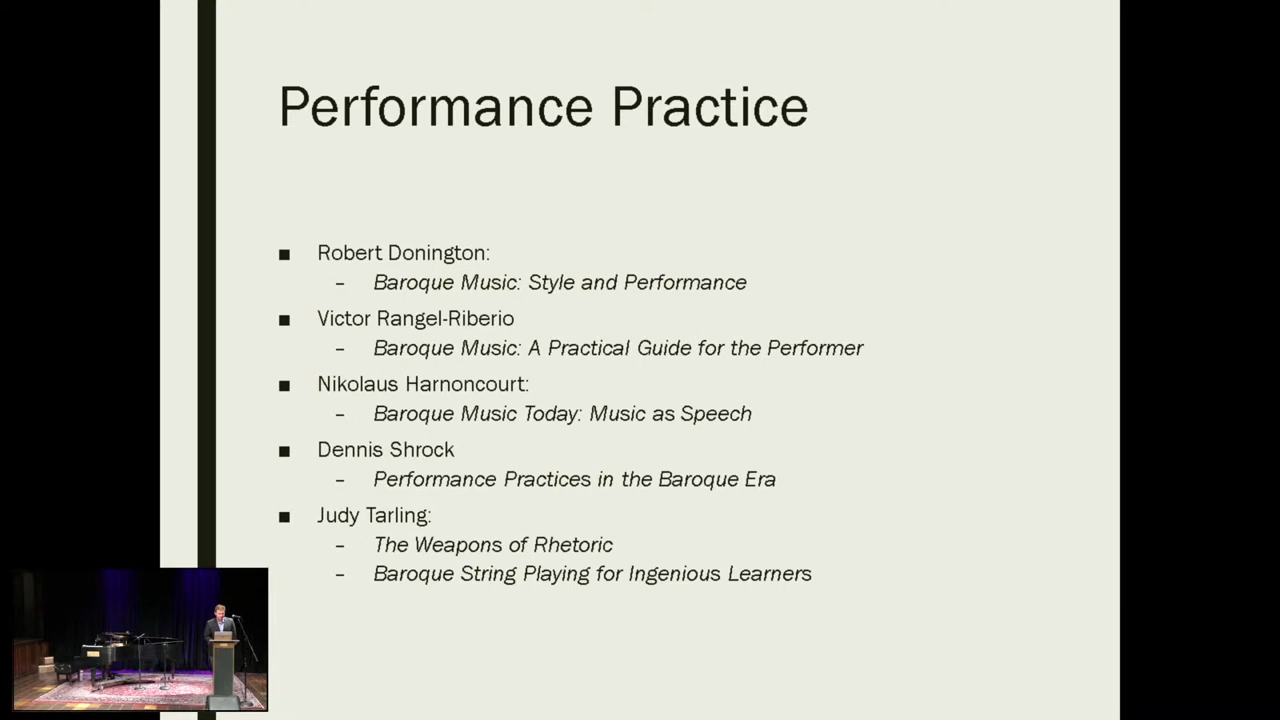 Performance Practice
■ Robert Donington:
– Baroque Music: Style and Performance
■ Victor Rangel-Riberio
– Baroque Music: A Practical Guide for the Performer
■ Nikolaus Harnoncourt:
– Baroque Music Today: Music as Speech
■ Dennis Shrock
– Performance Practices in the Baroque Era
■ Judy Tarling:
– The Weapons of Rhetoric
– Baroque String Playing for Ingenious Learners